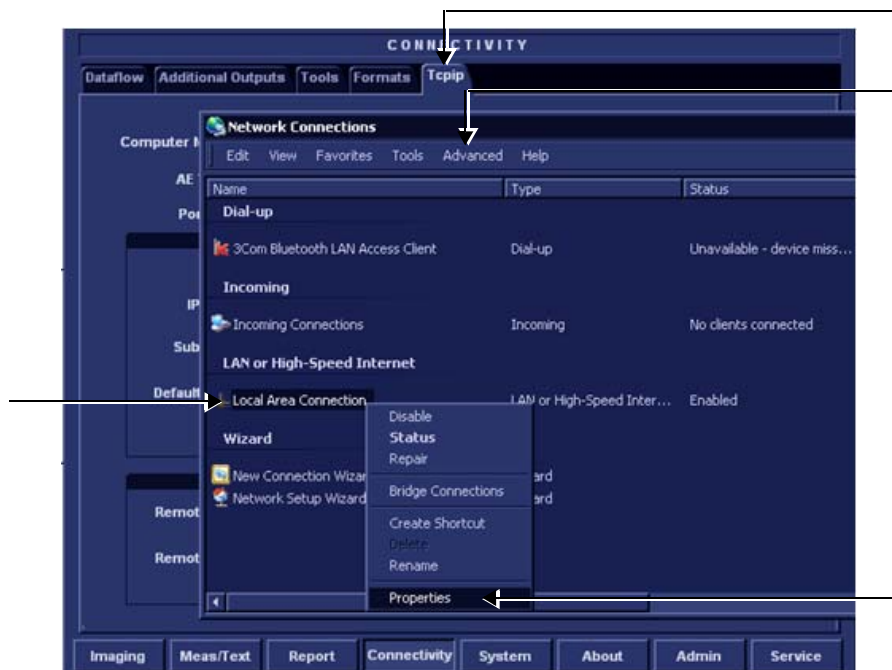 CONNECTIVITY
Dataflow Additional Outputs Tools Formats Tcpip
Network Connections
Computer
Edit View Favorites Tools Advanced Help
AE
Name Type Status
Dial-up
3Com Bluetooth LAN Access Client Dial-up Unavailable - device miss...
Incoming
IP
Incoming Connections Incoming No clients connected
Sub
LAN or High-Speed Internet
Default
Local Area Connection LAN or High-Speed Inter... Enabled
Disable
Wizard Status
Repair
New Connection Wizar ard
Bridge Connections
Network Setup Wizard ard
Remot
Create Shortcut
Delete
Remot
Rename
Properties
Imaging Meas/Text Report Connectivity System About Admin Service